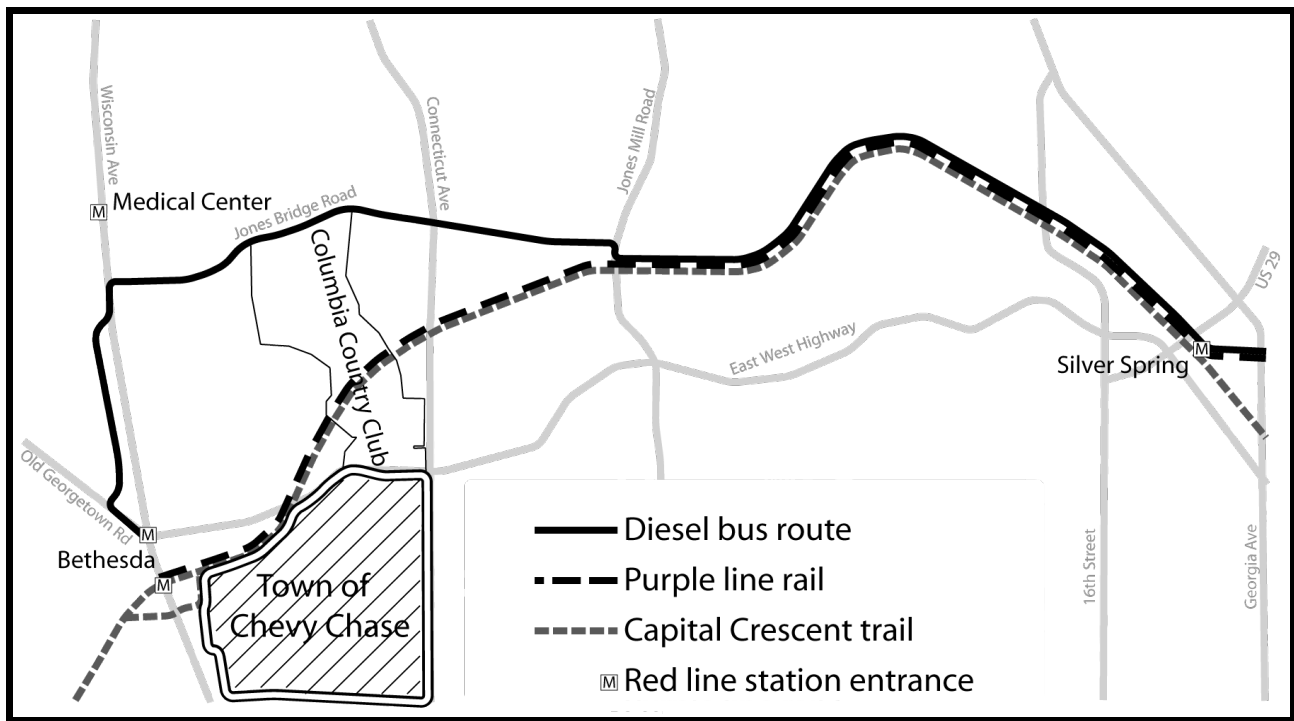 Wisconsin Ave
Connecticut Ave
Jones Mill Road
M Medical Center
Jones Bridge Road
Columbia Country Club
US 29
East West Highway
M
Silver Spring
Old Georgetown Rd
M
Bethesda
M
Town of
Chevy Chase
16th Street
Georgia Ave
Diesel bus route
Purple line rail
Capital Crescent trail
M Red line station entrance